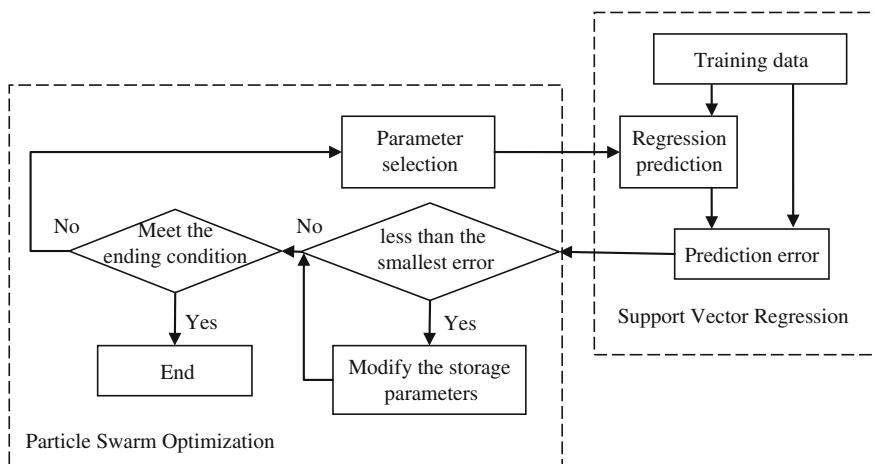 Training data
Parameter
selection
Regression
prediction
No
Meet the
ending condition
No
less than the
smallest error
Prediction error
Yes
Yes
Support Vector Regression
End
Modify the storage
parameters
Particle Swarm Optimization